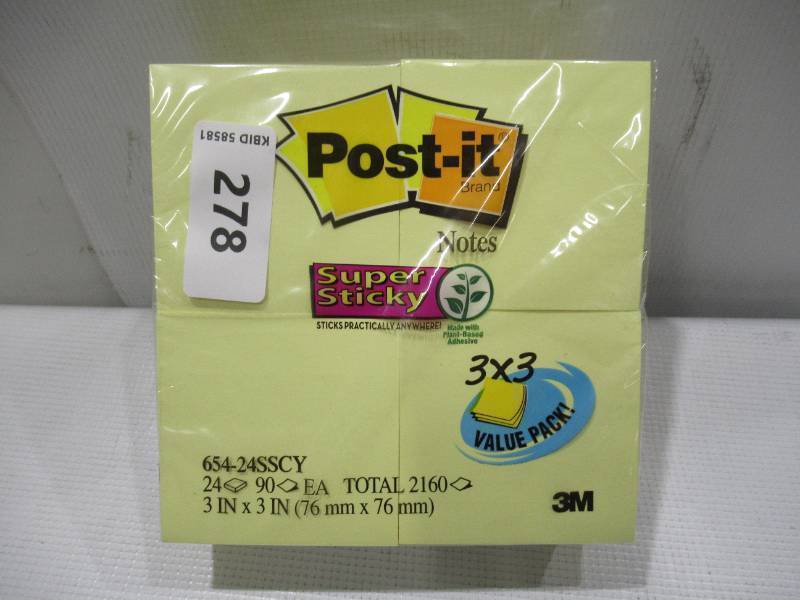 KBID 58581
278
Post-it®
Brand
Notes
Super
Sticky
STICKS PRACTICALLY ANYWHERE!
Made with
Plant-Based
Adhesive
3x3
VALUE PACK!
654-24SSCY
24 90 EA TOTAL 2160
3 IN x 3 IN (76 mm x 76 mm)
3M